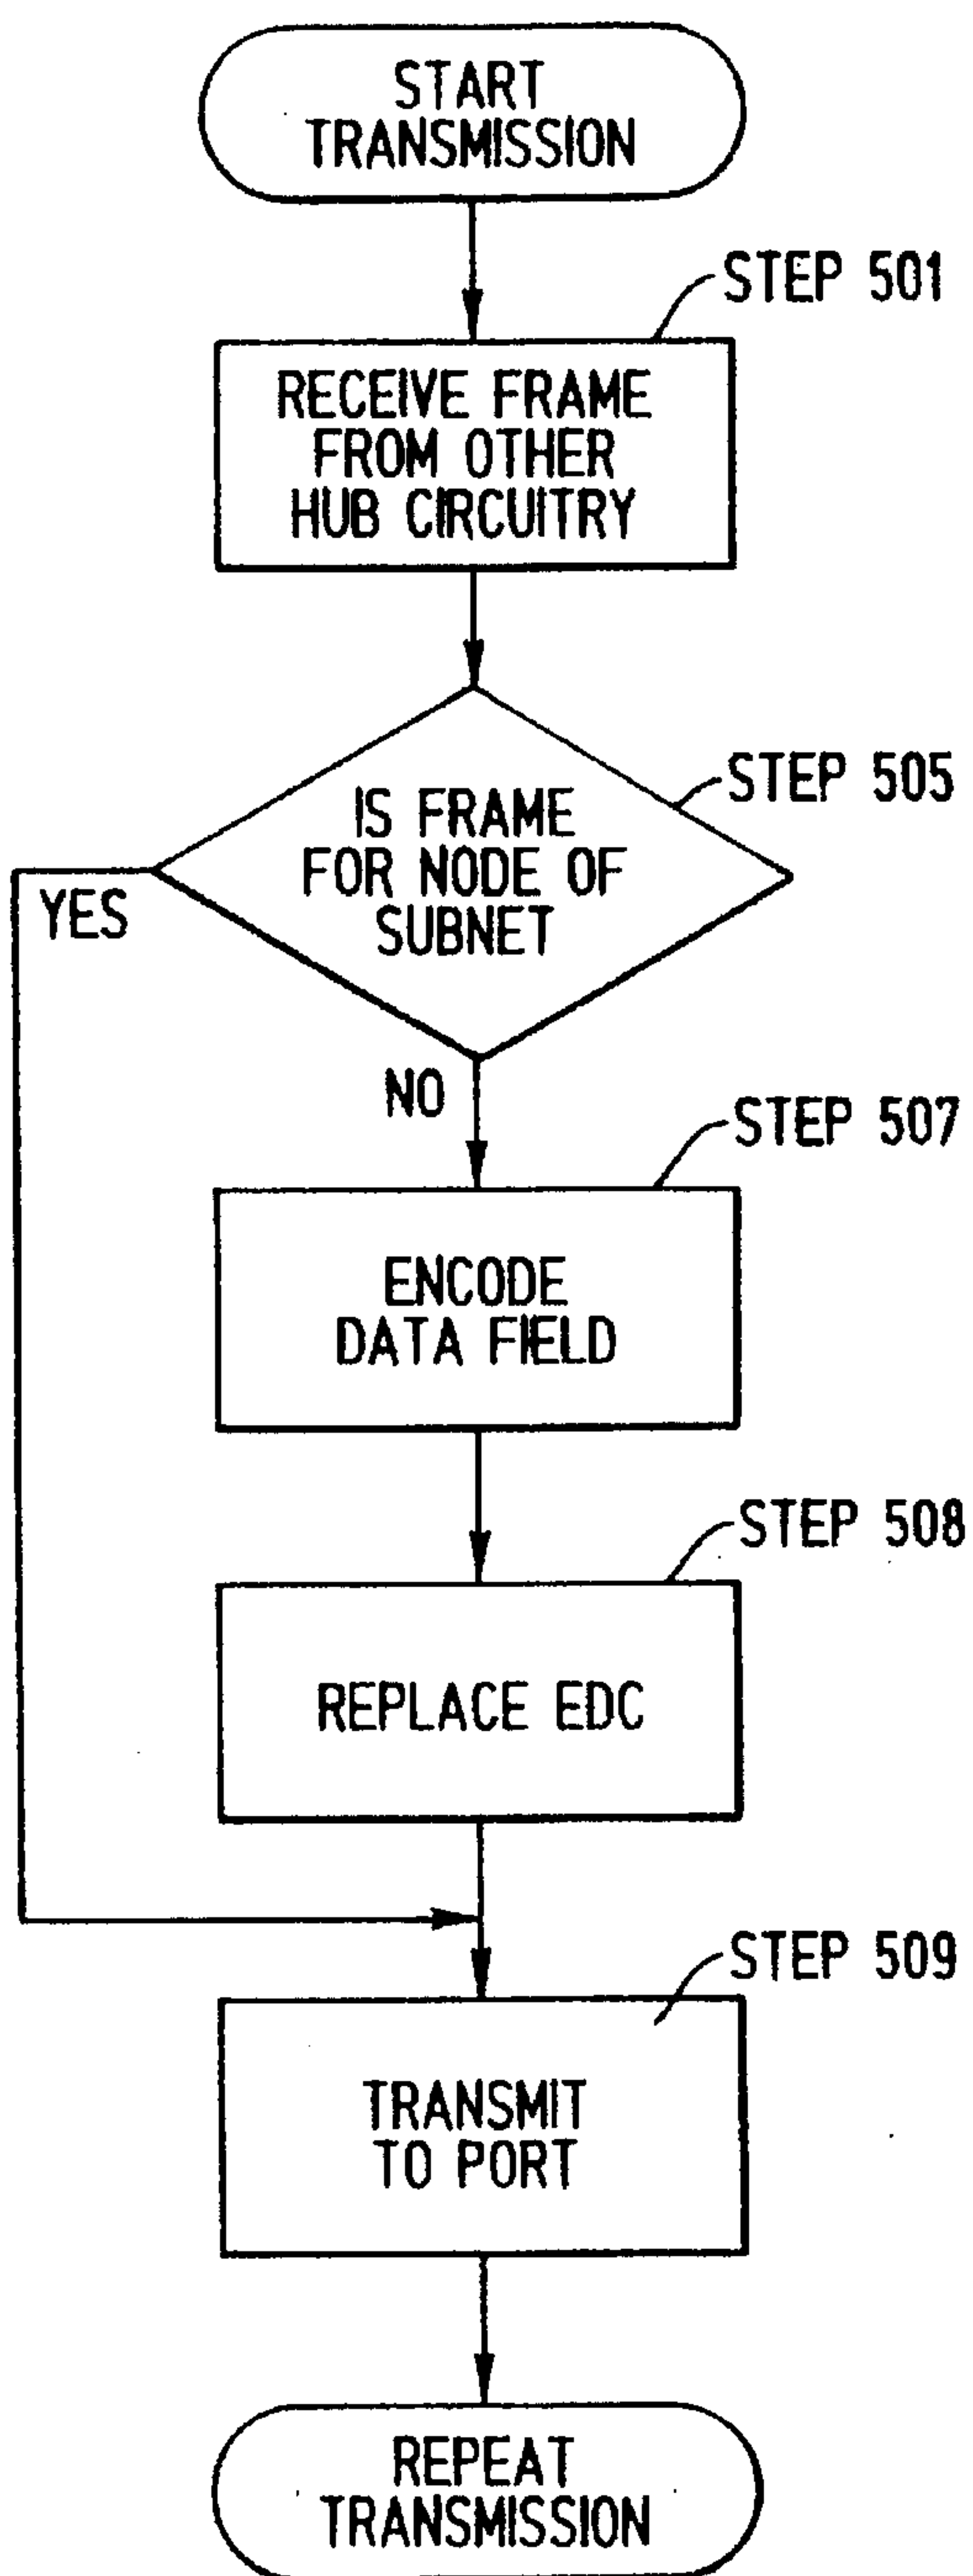 START
TRANSMISSION
STEP 501
RECEIVE FRAME
FROM OTHER
HUB CIRCUITRY
STEP 505
IS FRAME
FOR NODE OF
SUBNET
YES
NO
STEP 507
ENCODE
DATA FIELD
STEP 508
REPLACE EDC
STEP 509
TRANSMIT
TO PORT
REPEAT
TRANSMISSION